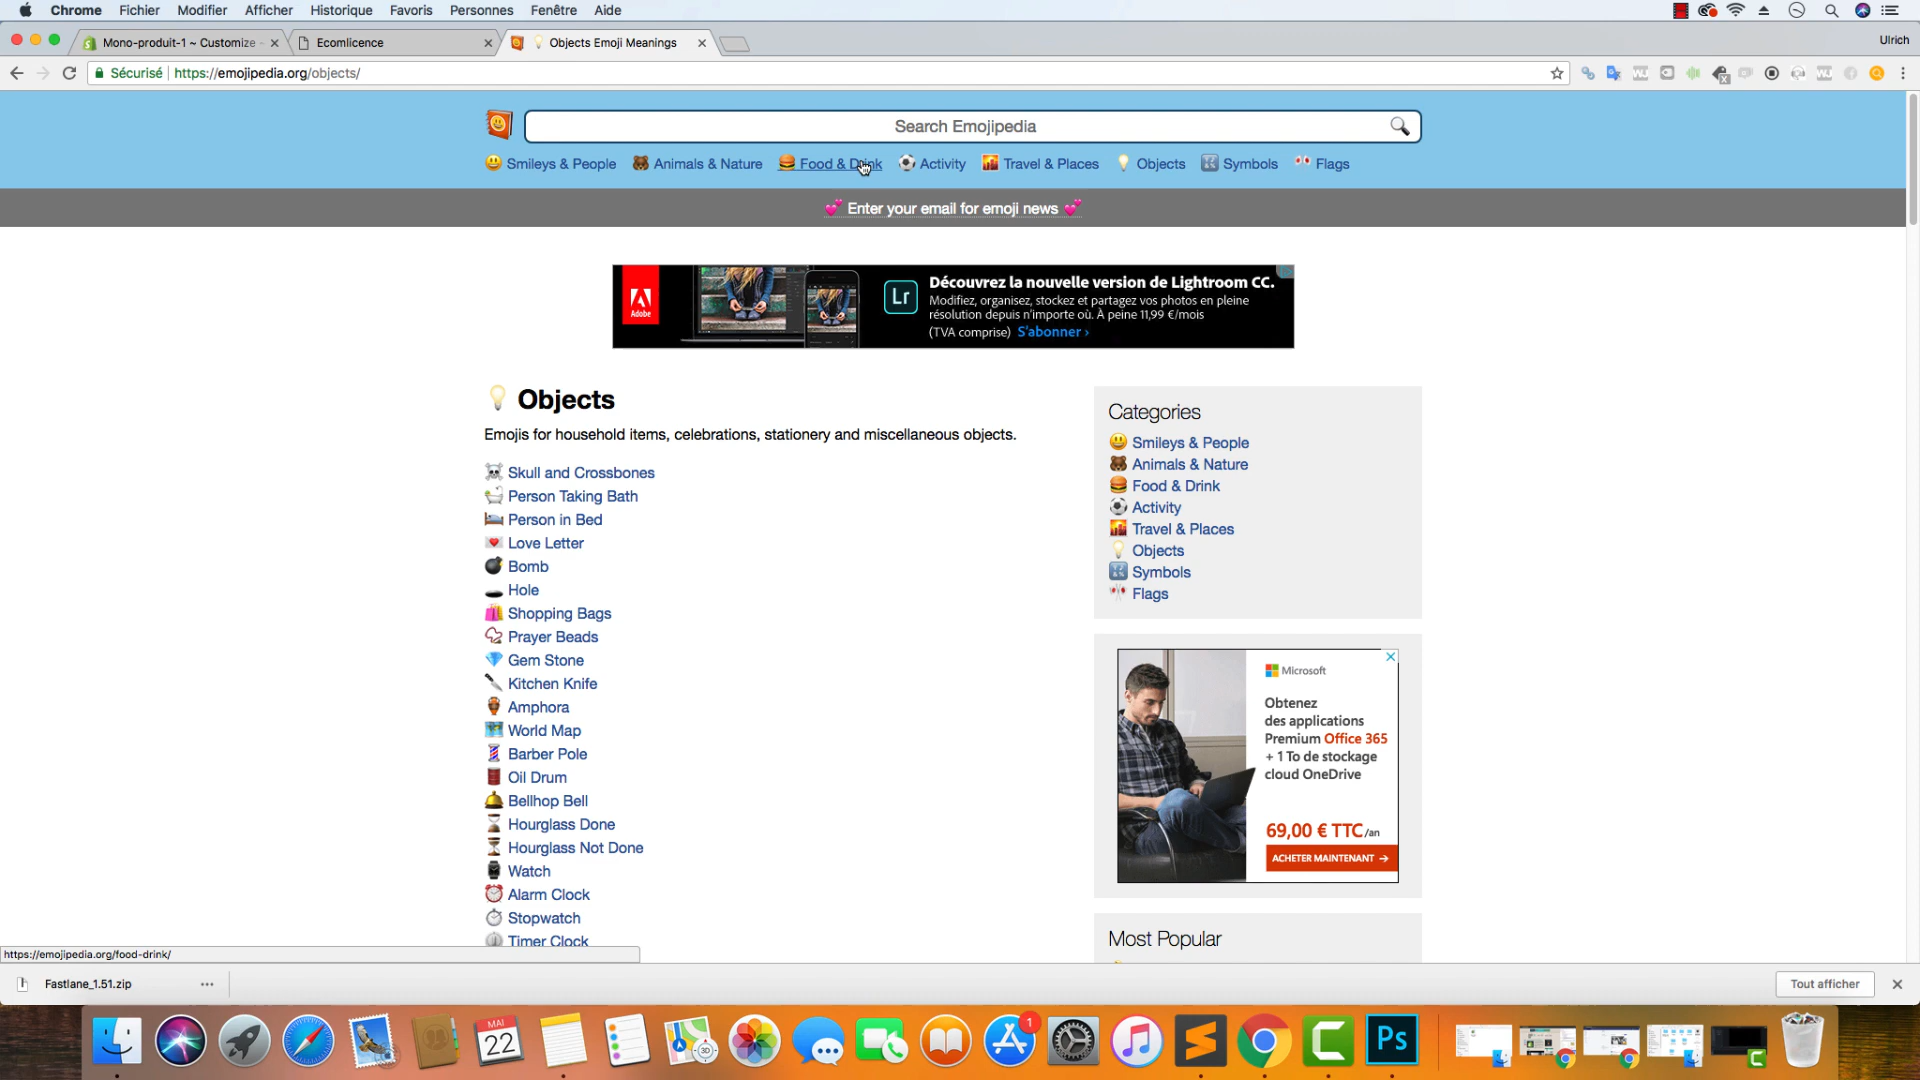 Chrome Fichier Modifier Afficher Historique Favoris Personnes Fenêtre Aide
Mono-produit-1 ~ Customize -
Ecomlicence
Objects Emoji Meanings
Ulrich
Sécurisé https://emojipedia.org/objects/
Search Emojipedia
Smileys & People Animals & Nature Food & Drink Activity Travel & Places Objects Symbols Flags
Enter your email for emoji news
Adobe
Lr
Découvrez la nouvelle version de Lightroom CC.
Modifiez, organisez, stockez et partagez vos photos en pleine
résolution depuis n'importe où. À peine 11,99 €/mois
(TVA comprise) S'abonner ›
Objects
Emojis for household items, celebrations, stationery and miscellaneous objects.
Skull and Crossbones
Person Taking Bath
Person in Bed
Love Letter
Bomb
Hole
Shopping Bags
Prayer Beads
Gem Stone
Kitchen Knife
Amphora
World Map
Barber Pole
Oil Drum
Bellhop Bell
Hourglass Done
Hourglass Not Done
Watch
Alarm Clock
Stopwatch
Timer Clock
Categories
Smileys & People
Animals & Nature
Food & Drink
Activity
Travel & Places
Objects
Symbols
Flags
Microsoft
Obtenez
des applications
Premium Office 365
+ 1 To de stockage
cloud OneDrive
69,00 € TTC/an
ACHETER MAINTENANT →
Most Popular
https://emojipedia.org/food-drink/
Fastlane_1.51.zip
Tout afficher
MAI
22
3D
1
Ps